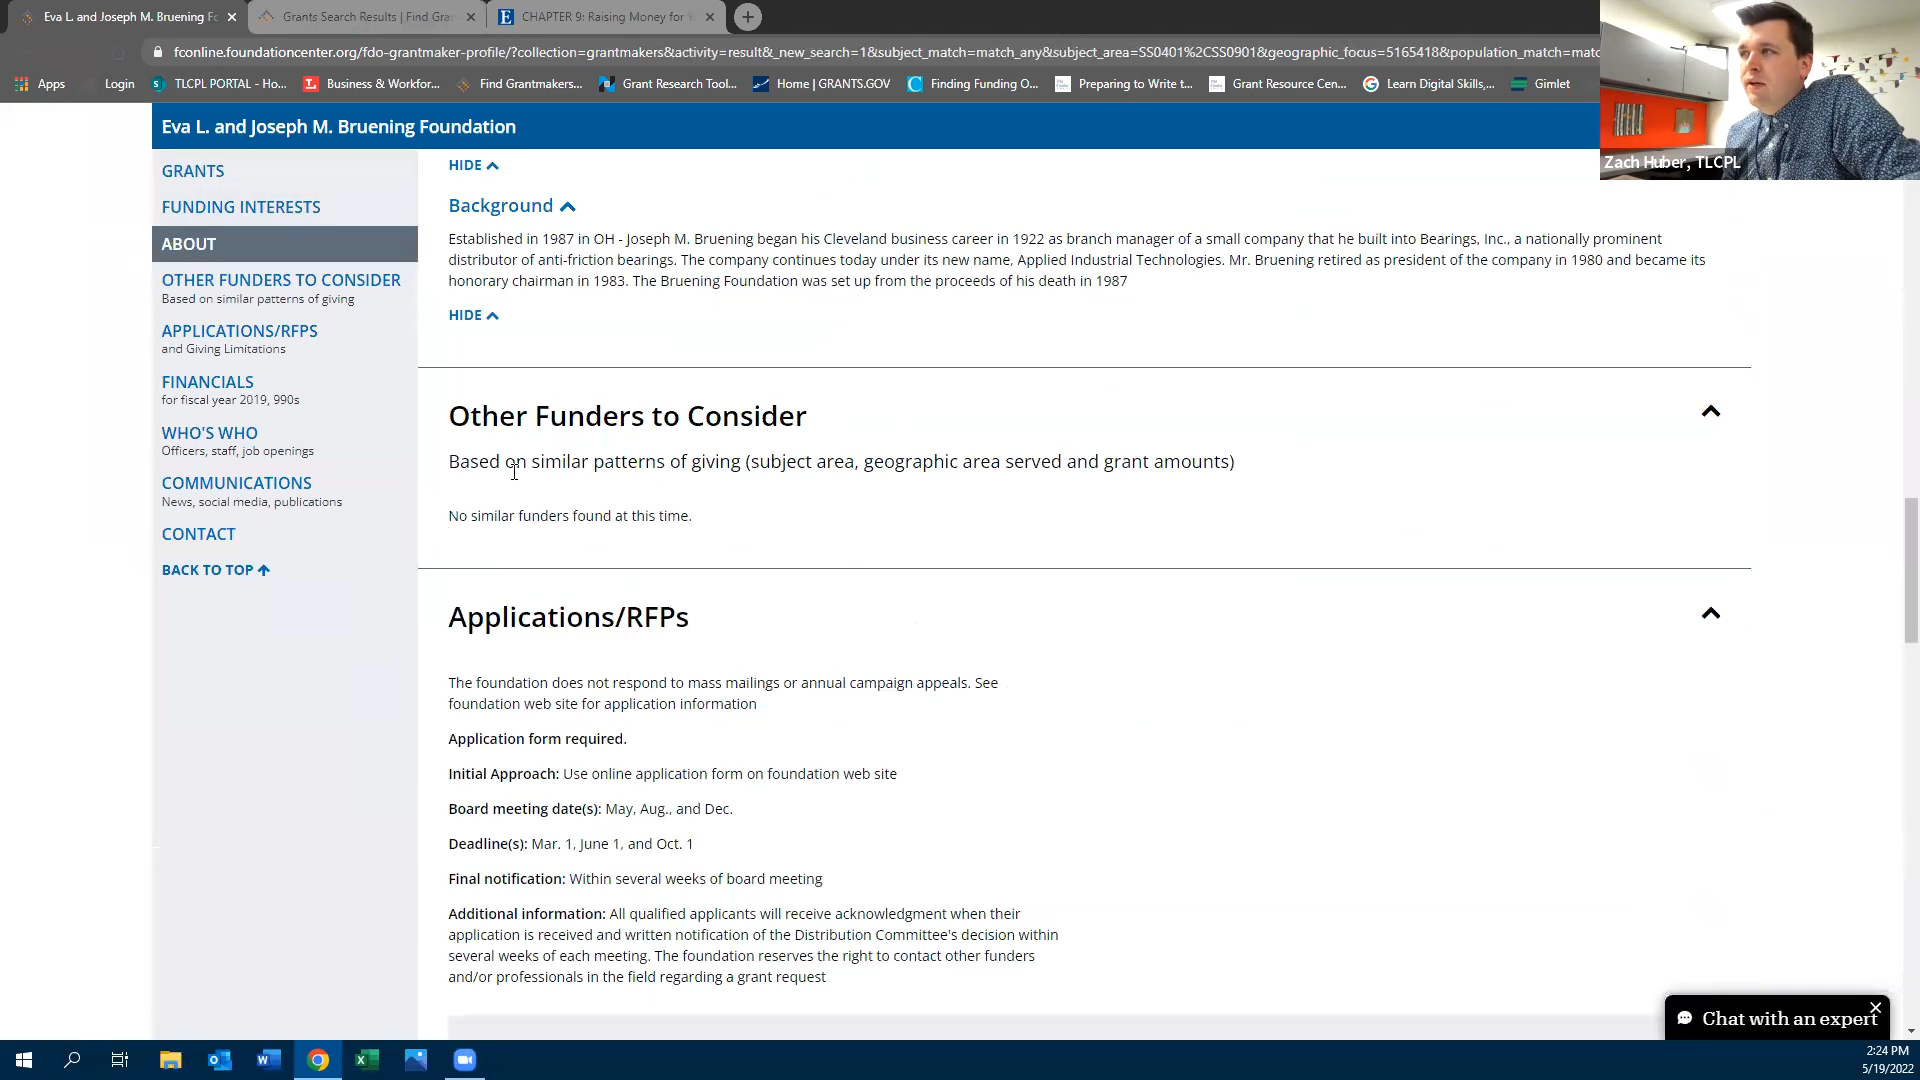 Eva L. and Joseph M. Bruening Fc
Grants Search Results | Find Gra
CHAPTER 9: Raising Money for
fconline.foundationcenter.org/fdo-grantmaker-profile/?collection=grantmakers&activity=result&_new_search=1&subject_match=match_any&subject_area=SS0401%2CSS0901&geographic_focus=5165418&population_match=matc
Apps
Login
TLCPL PORTAL - Ho...
Business & Workfor...
Find Grantmakers...
Grant Research Tool...
Home | GRANTS.GOV
Finding Funding O...
Preparing to Write t...
Grant Resource Cen...
Learn Digital Skills,...
Gimlet
Zach Huber, TLCPL
Eva L. and Joseph M. Bruening Foundation
GRANTS
FUNDING INTERESTS
ABOUT
OTHER FUNDERS TO CONSIDER
Based on similar patterns of giving
APPLICATIONS/RFPS
and Giving Limitations
FINANCIALS
for fiscal year 2019, 990s
WHO'S WHO
Officers, staff, job openings
COMMUNICATIONS
News, social media, publications
CONTACT
BACK TO TOP
HIDE
Background
Established in 1987 in OH - Joseph M. Bruening began his Cleveland business career in 1922 as branch manager of a small company that he built into Bearings, Inc., a nationally prominent
distributor of anti-friction bearings. The company continues today under its new name, Applied Industrial Technologies. Mr. Bruening retired as president of the company in 1980 and became its
honorary chairman in 1983. The Bruening Foundation was set up from the proceeds of his death in 1987
HIDE
Other Funders to Consider
Based on similar patterns of giving (subject area, geographic area served and grant amounts)
No similar funders found at this time.
Applications/RFPs
The foundation does not respond to mass mailings or annual campaign appeals. See
foundation web site for application information
Application form required.
Initial Approach: Use online application form on foundation web site
Board meeting date(s): May, Aug., and Dec.
Deadline(s): Mar. 1, June 1, and Oct. 1
Final notification: Within several weeks of board meeting
Additional information: All qualified applicants will receive acknowledgment when their
application is received and written notification of the Distribution Committee's decision within
several weeks of each meeting. The foundation reserves the right to contact other funders
and/or professionals in the field regarding a grant request
Chat with an expert
2:24 PM
5/19/2022